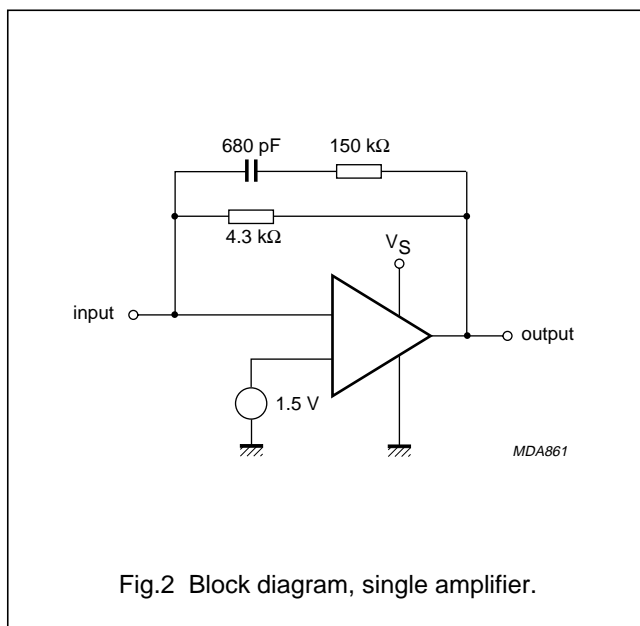 680 pF 150 kΩ
4.3 kΩ
VS
input
output
1.5 V
MDA861
Fig.2 Block diagram, single amplifier.